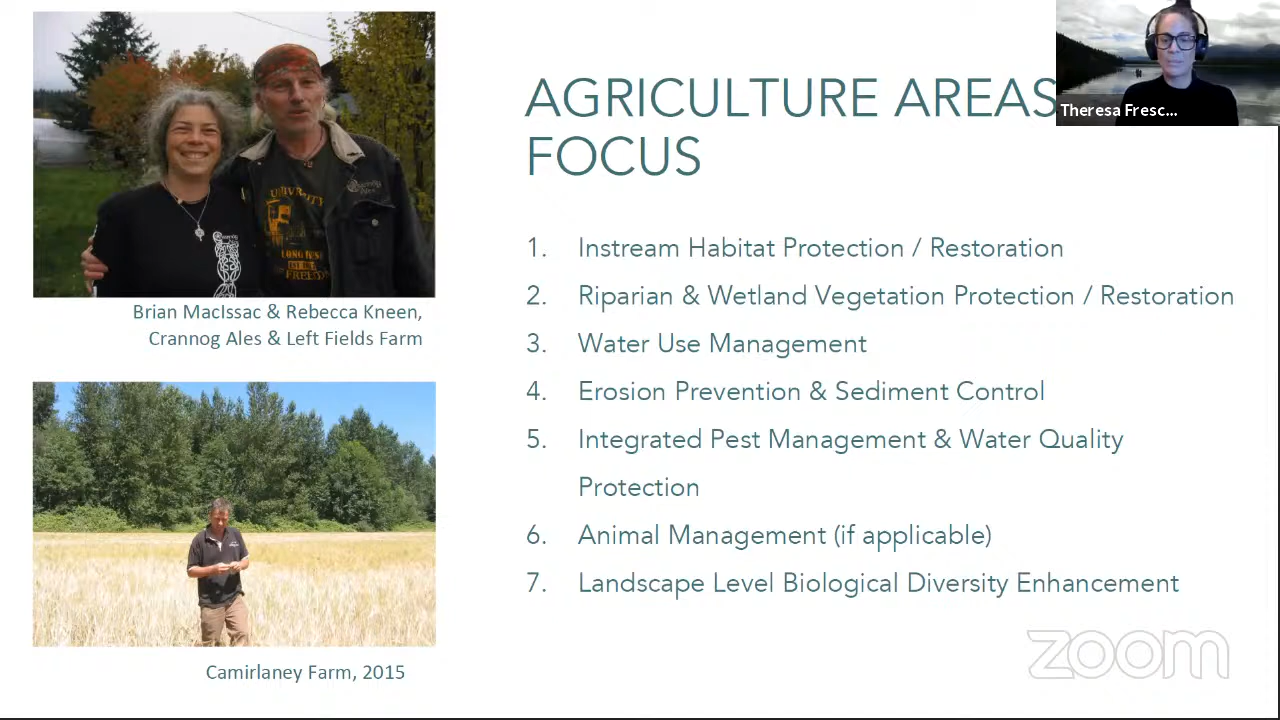 AGRICULTURE AREAS
FOCUS
Theresa Fresc...
1. Instream Habitat Protection / Restoration
2. Riparian & Wetland Vegetation Protection / Restoration
3. Water Use Management
4. Erosion Prevention & Sediment Control
5. Integrated Pest Management & Water Quality
Protection
6. Animal Management (if applicable)
7. Landscape Level Biological Diversity Enhancement
UNIVERSITY
Brian MacIssac & Rebecca Kneen,
Crannog Ales & Left Fields Farm
Camirlaney Farm, 2015
zoom